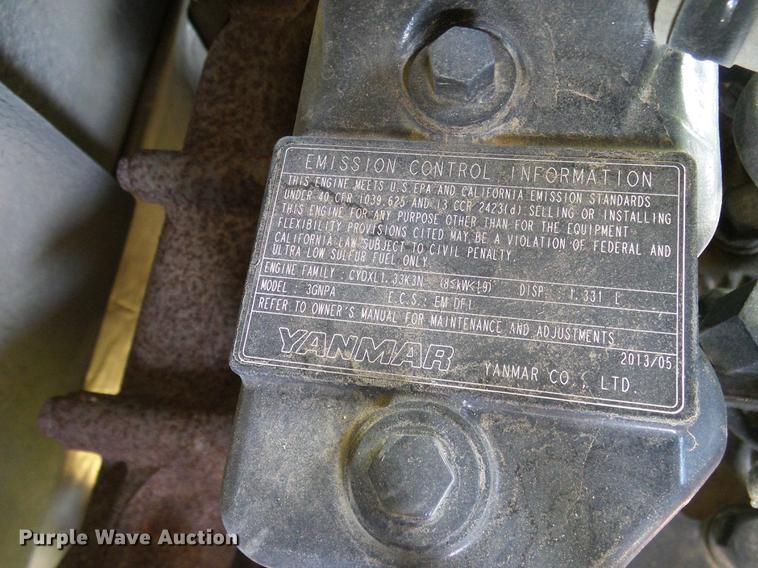 EMISSION CONTROL INFORMATION
THIS ENGINE MEETS U.S.EPA AND CALIFORNIA EMISSION STANDARDS
UNDER 40 CFR 1039.625 AND 13 CCR 2423(d) SELLING OR INSTALLING
THIS ENGINE FOR ANY PURPOSE OTHER THAN FOR THE EQUIPMENT
FLEXIBILITY PROVISIONS CITED MAY BE A VIOLATION OF FEDERAL AND
CALIFORNIA LAW SUBJECT TO CIVIL PENALTY.
ULTRA LOW SULFUR FUEL ONLY.
ENGINE FAMILY : CYDXL1.33K3N (8≤kW<19) DISP. : 1.331 L
MODEL : 3GNPA E.C.S. : EM DFI
REFER TO OWNER'S MANUAL FOR MAINTENANCE AND ADJUSTMENTS
2013/05
YANMAR YANMAR CO., LTD.
Purple Wave Auction